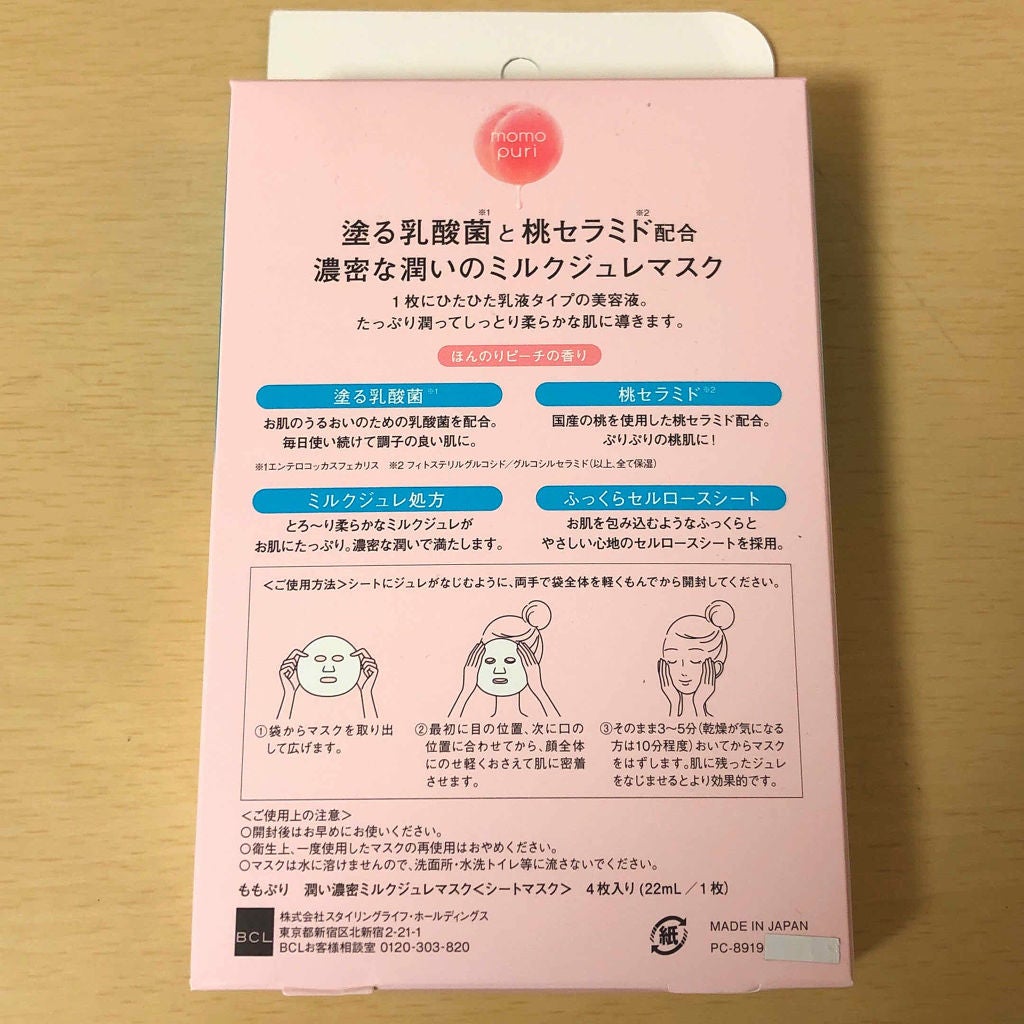 momo
puri
塗る乳酸菌※1と桃セラミド※2配合
濃密な潤いのミルクジュレマスク
1枚にひたひた乳液タイプの美容液。
たっぷり潤ってしっとり柔らかな肌に導きます。
ほんのりピーチの香り
塗る乳酸菌※1
お肌のうるおいのための乳酸菌を配合。
毎日使い続けて調子の良い肌に。
桃セラミド※2
国産の桃を使用した桃セラミド配合。
ぷりぷりの桃肌に!
※1エンテロコッカスフェカリス ※2 フィトステリルグルコシド/グルコシルセラミド(以上、全て保湿)
ミルクジュレ処方
とろ〜り柔らかなミルクジュレが
お肌にたっぷり。濃密な潤いで満たします。
ふっくらセルロースシート
お肌を包み込むようなふっくらと
やさしい心地のセルロースシートを採用。
<ご使用方法>シートにジュレがなじむように、両手で袋全体を軽くもんでから開封してください。
①袋からマスクを取り出
して広げます。
②最初に目の位置、次に口の
位置に合わせてから、顔全体
にのせ軽くおさえて肌に密着
させます。
③そのまま3〜5分(乾燥が気になる
方は10分程度)おいてからマスク
をはずします。肌に残ったジュレ
をなじませるとより効果的です。
<ご使用上の注意>
○開封後はお早めにお使いください。
○衛生上、一度使用したマスクの再使用はおやめください。
○マスクは水に溶けませんので、洗面所・水洗トイレ等に流さないでください。
ももぷり 潤い濃密ミルクジュレマスク<シートマスク> 4枚入り(22mL/1枚)
BCL
株式会社スタイリングライフ・ホールディングス
東京都新宿区北新宿2-21-1
BCLお客様相談室 0120-303-820
紙
MADE IN JAPAN
PC-8919